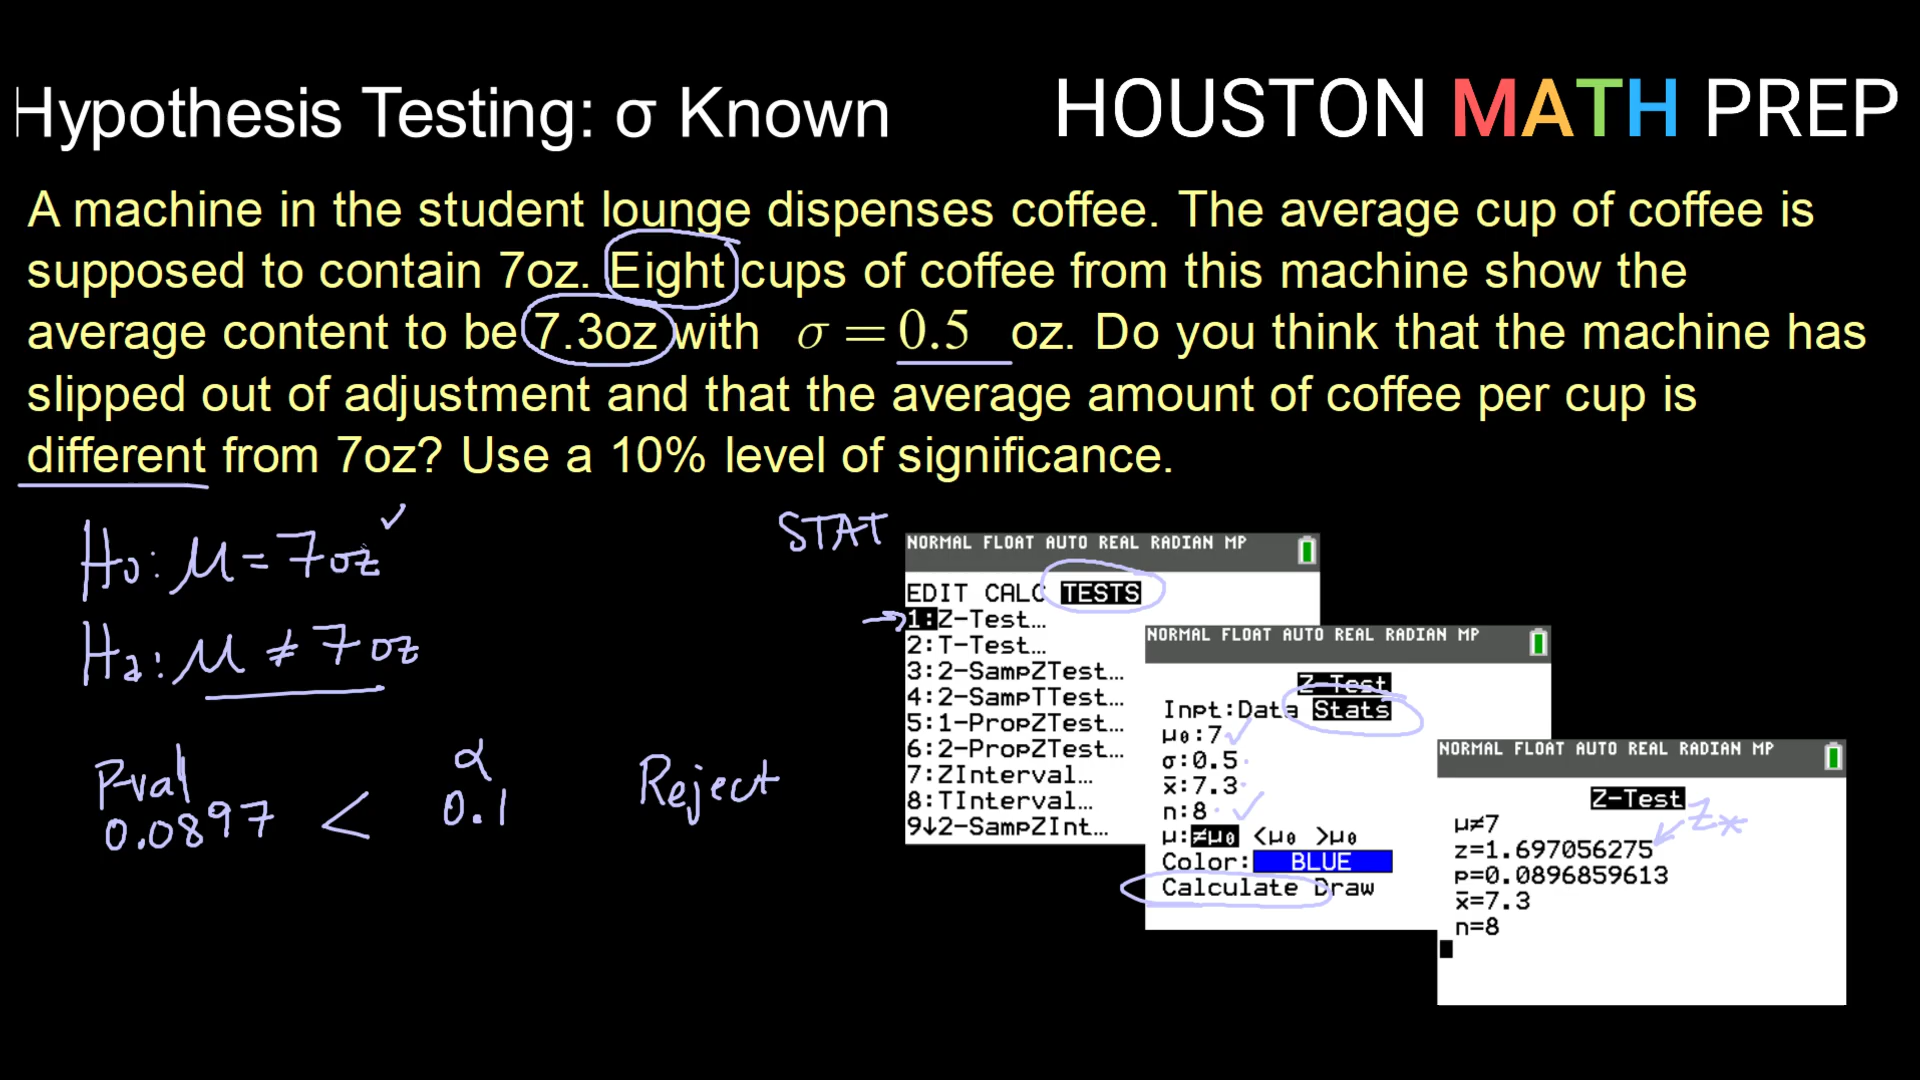 Hypothesis Testing: σ Known
HOUSTON MATH PREP
A machine in the student lounge dispenses coffee. The average cup of coffee is
supposed to contain 7oz. Eight cups of coffee from this machine show the
average content to be 7.3oz with σ = 0.5 oz. Do you think that the machine has
slipped out of adjustment and that the average amount of coffee per cup is
different from 7oz? Use a 10% level of significance.
H₀: μ = 7oz ✓
Hₐ: μ ≠ 7oz
P-val
α
0.0897 < 0.1
Reject
STAT
NORMAL FLOAT AUTO REAL RADIAN MP
EDIT CALC TESTS
→ 1:Z-Test…
2:T-Test…
3:2-SampZTest…
4:2-SampTTest…
5:1-PropZTest…
6:2-PropZTest…
7:ZInterval…
8:TInterval…
9↓2-SampZInt…
NORMAL FLOAT AUTO REAL RADIAN MP
Z-Test
Inpt:Data Stats
μ₀:7 ✓
σ:0.5
x̄:7.3
n:8 ✓
μ:≠μ₀ <μ₀ >μ₀
Color: BLUE
Calculate Draw
NORMAL FLOAT AUTO REAL RADIAN MP
Z-Test
Z*
μ≠7
z=1.697056275
p=0.0896859613
x̄=7.3
n=8